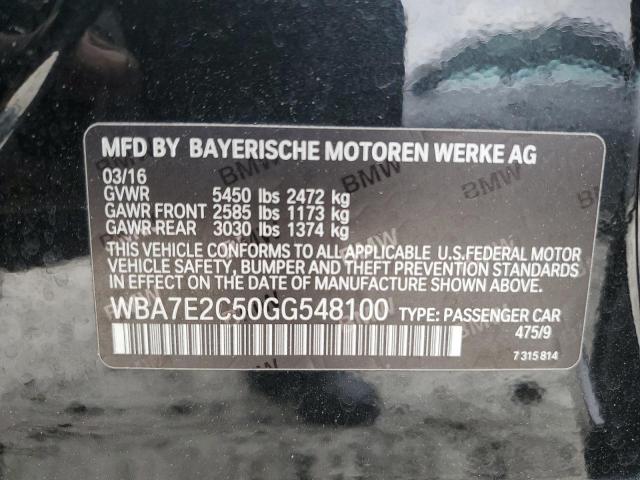 MFD BY BAYERISCHE MOTOREN WERKE AG
03/16
GVWR 5450 lbs 2472 kg
GAWR FRONT 2585 lbs 1173 kg
GAWR REAR 3030 lbs 1374 kg
THIS VEHICLE CONFORMS TO ALL APPLICABLE U.S.FEDERAL MOTOR
VEHICLE SAFETY, BUMPER AND THEFT PREVENTION STANDARDS
IN EFFECT ON THE DATE OF MANUFACTURE SHOWN ABOVE.
WBA7E2C50GG548100 TYPE: PASSENGER CAR
475/9
7 315 814